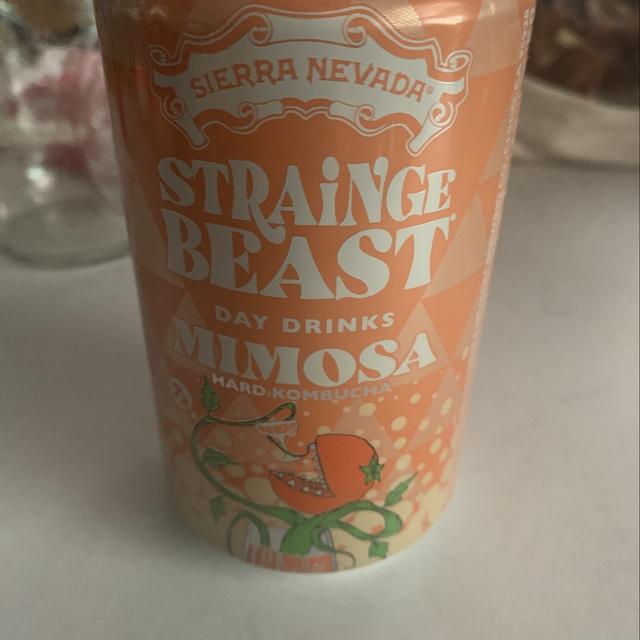 SIERRA NEVADA®
STRAiNGE
BEAST
DAY DRINKS
MIMOSA
HARD KOMBUCHA